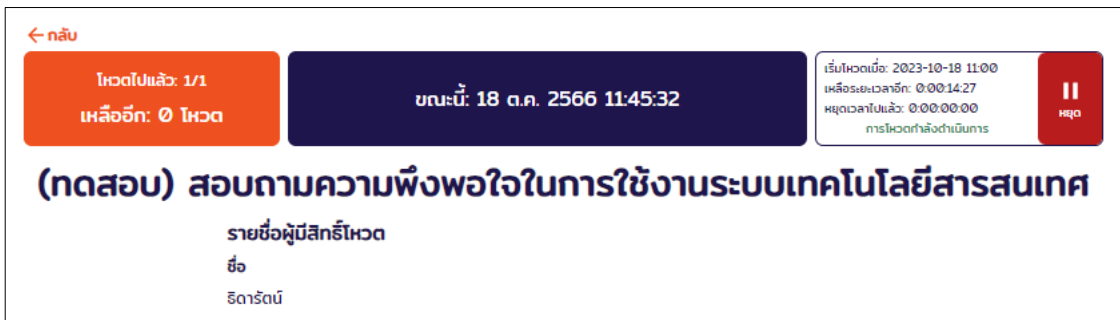 กลับ
โหวตไปแล้ว: 1/1
เหลืออีก: 0 โหวต
ขณะนี้: 18 ต.ค. 2566 11:45:32
เริ่มโหวตเมื่อ: 2023-10-18 11:00
เหลือระยะเวลาอีก: 0:00:14:27
หยุดเวลาไปแล้ว: 0:00:00:00
การโหวตกำลังดำเนินการ
หยุด
(ทดสอบ) สอบถามความพึงพอใจในการใช้งานระบบเทคโนโลยีสารสนเทศ
รายชื่อผู้มีสิทธิ์โหวต
ชื่อ
ธิดารัตน์